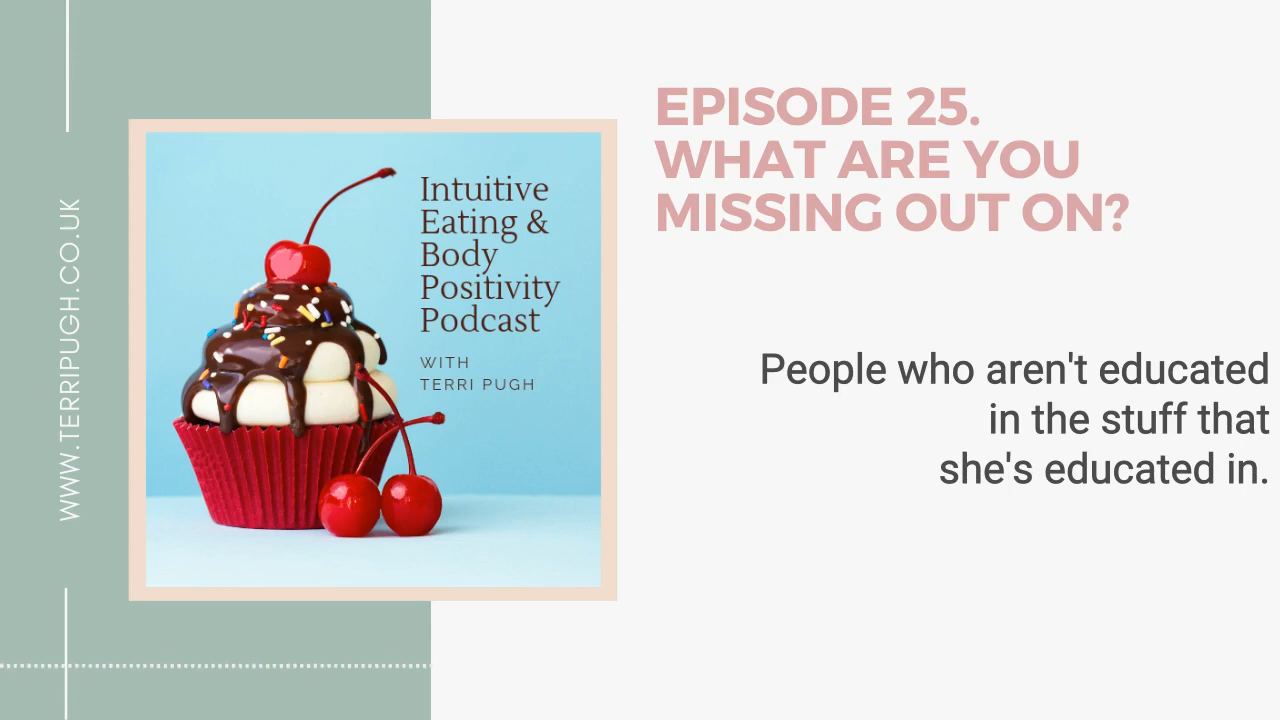 WWW.TERRIPUGH.CO.UK
Intuitive
Eating &
Body
Positivity
Podcast
WITH
TERRI PUGH
EPISODE 25.
WHAT ARE YOU
MISSING OUT ON?
People who aren't educated
in the stuff that
she's educated in.